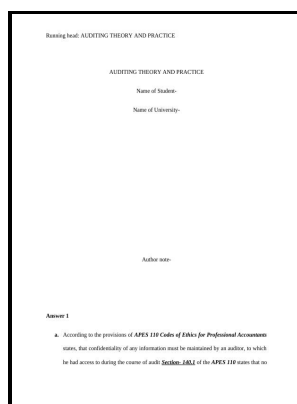 Running head: AUDITING THEORY AND PRACTICE
AUDITING THEORY AND PRACTICE
Name of Student-
Name of University-
Author note-
Answer 1
a. According to the provisions of APES 110 Codes of Ethics for Professional Accountants
states, that confidentiality of any information must be maintained by an auditor, to which
he had access to during the course of audit Section- 140.1 of the APES 110 states that no